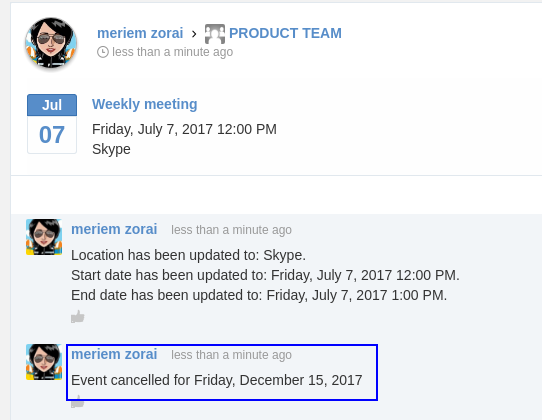 meriem zorai > PRODUCT TEAM
less than a minute ago
Jul
07
Weekly meeting
Friday, July 7, 2017 12:00 PM
Skype
meriem zorai less than a minute ago
Location has been updated to: Skype.
Start date has been updated to: Friday, July 7, 2017 12:00 PM.
End date has been updated to: Friday, July 7, 2017 1:00 PM.
meriem zorai less than a minute ago
Event cancelled for Friday, December 15, 2017